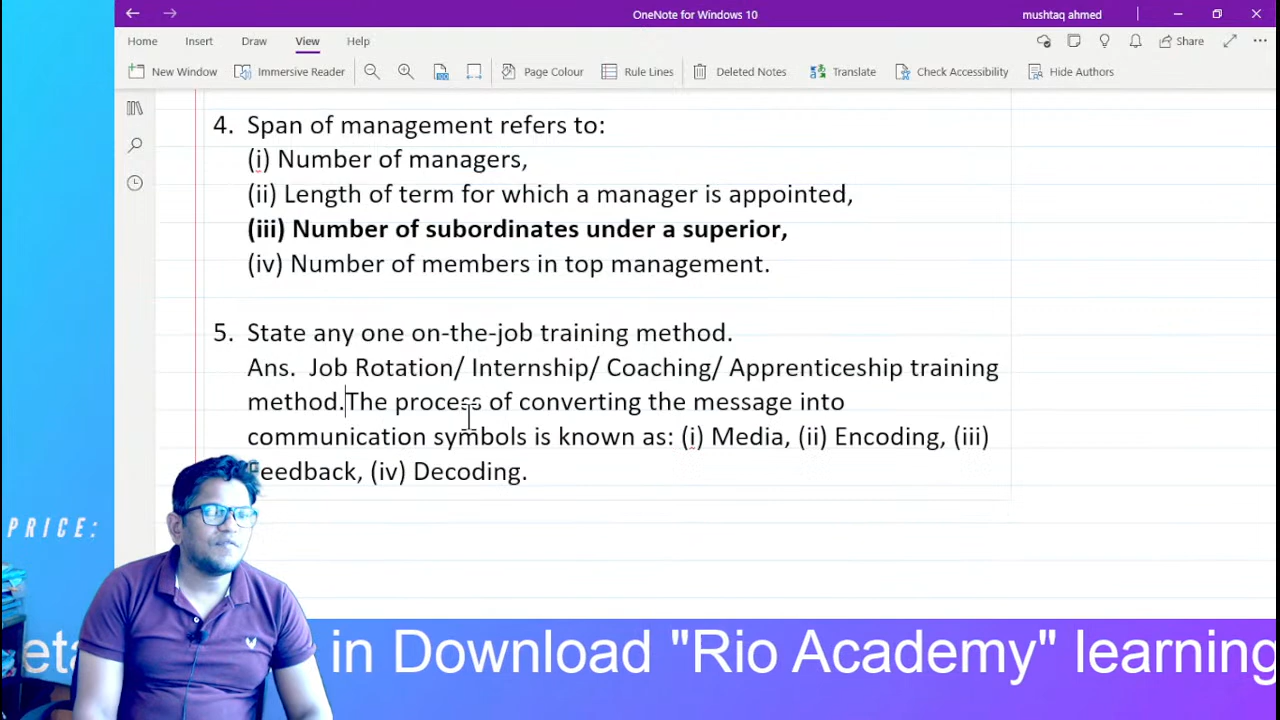 OneNote for Windows 10
mushtaq ahmed
Home Insert Draw View Help
Share
New Window Immersive Reader Page Colour Rule Lines Deleted Notes Translate Check Accessibility Hide Authors
4. Span of management refers to:
(i) Number of managers,
(ii) Length of term for which a manager is appointed,
(iii) Number of subordinates under a superior,
(iv) Number of members in top management.
5. State any one on-the-job training method.
Ans. Job Rotation/ Internship/ Coaching/ Apprenticeship training
method.The process of converting the message into
communication symbols is known as: (i) Media, (ii) Encoding, (iii)
Feedback, (iv) Decoding.
PRICE:
in Download "Rio Academy" learning